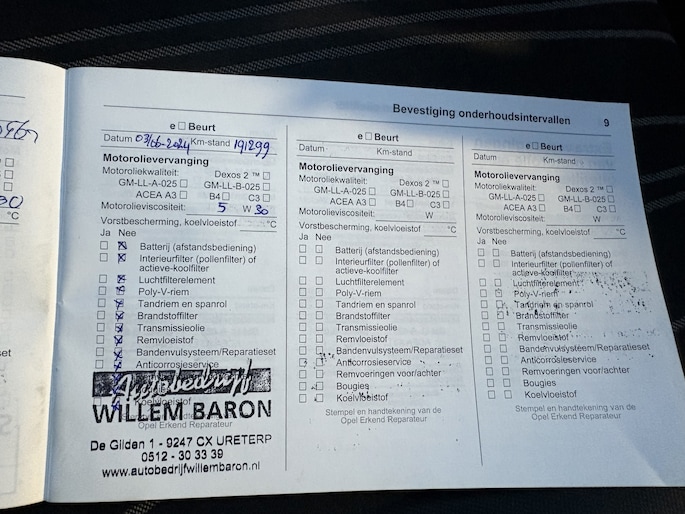 Bevestiging onderhoudsintervallen 9
e □ Beurt
Datum 03/06-2024 Km-stand 191299
Motorolievervanging
Motoroliekwaliteit: Dexos 2 ™ □
GM-LL-A-025 □ GM-LL-B-025 □
ACEA A3 □ B4 □ C3 □
Motorolieviscositeit: 5 W 30
Vorstbescherming, koelvloeistof °C
Ja Nee
Batterij (afstandsbediening)
Interieurfilter (pollenfilter) of
actieve-koolfilter
Luchtfilterelement
Poly-V-riem
Tandriem en spanrol
Brandstoffilter
Transmissieolie
Remvloeistof
Bandenvulsysteem/Reparatieset
Anticorrosieservice
Autobedrijf
WILLEM BARON
Koelvloeistof
Opel Erkend Reparateur
De Gilden 1 - 9247 CX URETERP
0512 - 30 33 39
www.autobedrijfwillembaron.nl
e □ Beurt
Datum Km-stand
Motorolievervanging
Motoroliekwaliteit: Dexos 2 ™ □
GM-LL-A-025 □ GM-LL-B-025 □
ACEA A3 □ B4 □ C3 □
Motorolieviscositeit: W
Vorstbescherming, koelvloeistof °C
Ja Nee
Batterij (afstandsbediening)
Interieurfilter (pollenfilter) of
actieve-koolfilter
Luchtfilterelement
Poly-V-riem
Tandriem en spanrol
Brandstoffilter
Transmissieolie
Remvloeistof
Bandenvulsysteem/Reparatieset
Anticorrosieservice
Remvoeringen voor/achter
Bougies
Koelvloeistof
Stempel en handtekening van de
Opel Erkend Reparateur
e □ Beurt
Datum Km-stand
Motorolievervanging
Motoroliekwaliteit: Dexos 2 ™ □
GM-LL-A-025 □ GM-LL-B-025 □
ACEA A3 □ B4 □ C3 □
Motorolieviscositeit: W
Vorstbescherming, koelvloeistof °C
Ja Nee
Batterij (afstandsbediening)
Interieurfilter (pollenfilter) of
actieve-koolfilter
Luchtfilterelement
Poly-V-riem
Tandriem en spanrol
Brandstoffilter
Transmissieolie
Remvloeistof
Bandenvulsysteem/Reparatieset
Anticorrosieservice
Remvoeringen voor/achter
Bougies
Koelvloeistof
Stempel en handtekening van de
Opel Erkend Reparateur
°C
set